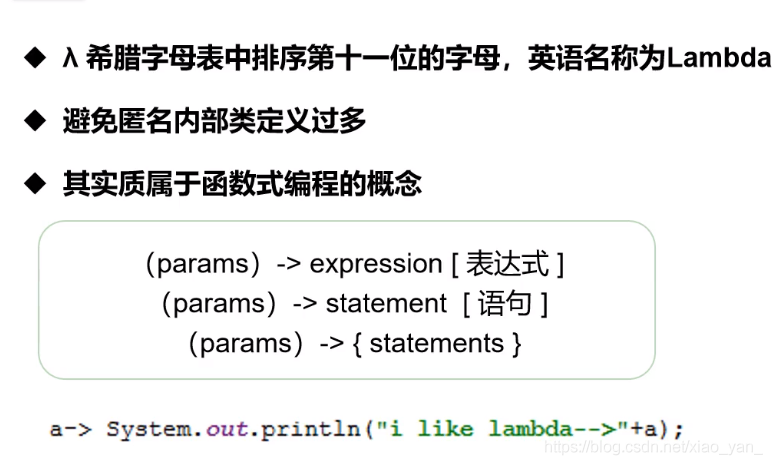 ◆ λ 希腊字母表中排序第十一位的字母，英语名称为Lambda
◆ 避免匿名内部类定义过多
◆ 其实质属于函数式编程的概念
（params）-> expression [ 表达式 ]
（params）-> statement [ 语句 ]
（params）-> { statements }
a-> System.out.println("i like lambda-->"+a);
https://blog.csdn.net/xiao_yan_